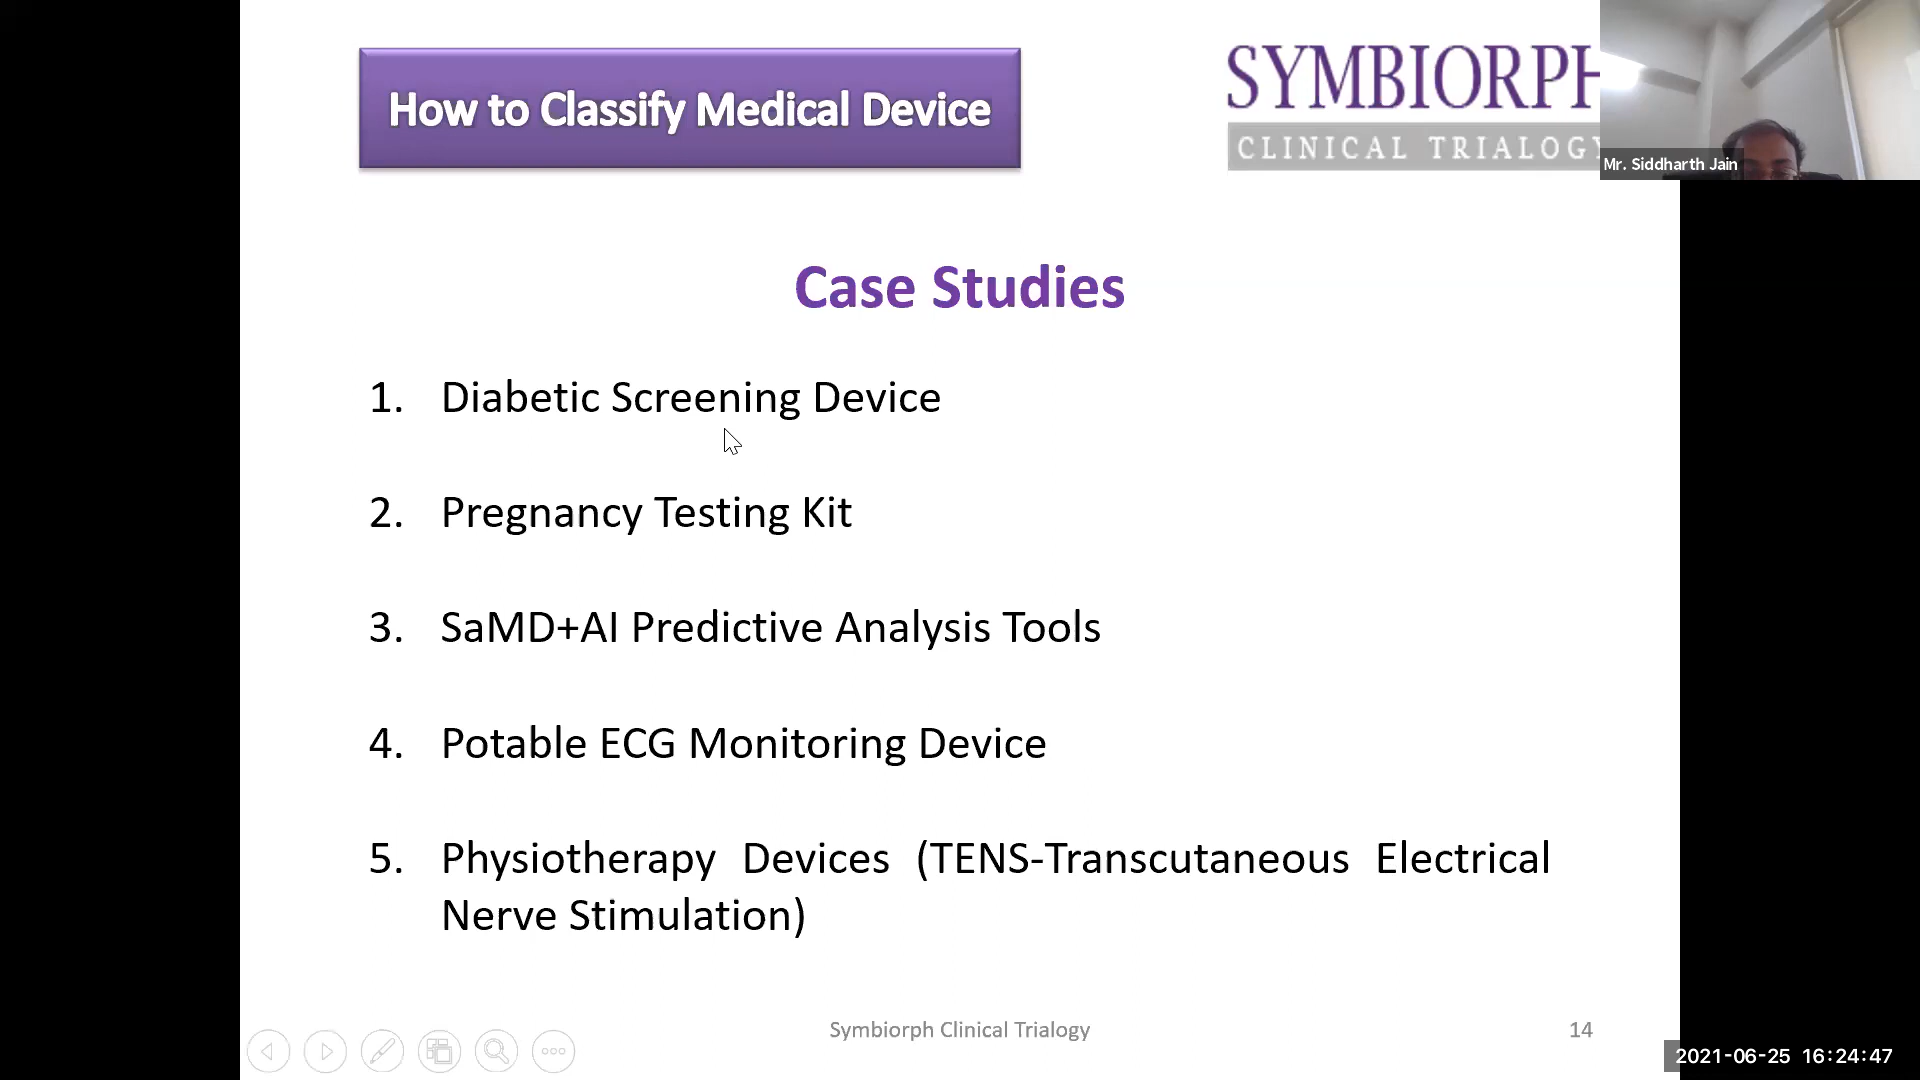 How to Classify Medical Device
SYMBIORPH
CLINICAL TRIALOGY
Mr. Siddharth Jain
Case Studies
1. Diabetic Screening Device
2. Pregnancy Testing Kit
3. SaMD+AI Predictive Analysis Tools
4. Potable ECG Monitoring Device
5. Physiotherapy Devices (TENS-Transcutaneous Electrical
Nerve Stimulation)
Symbiorph Clinical Trialogy
14
2021-06-25 16:24:47